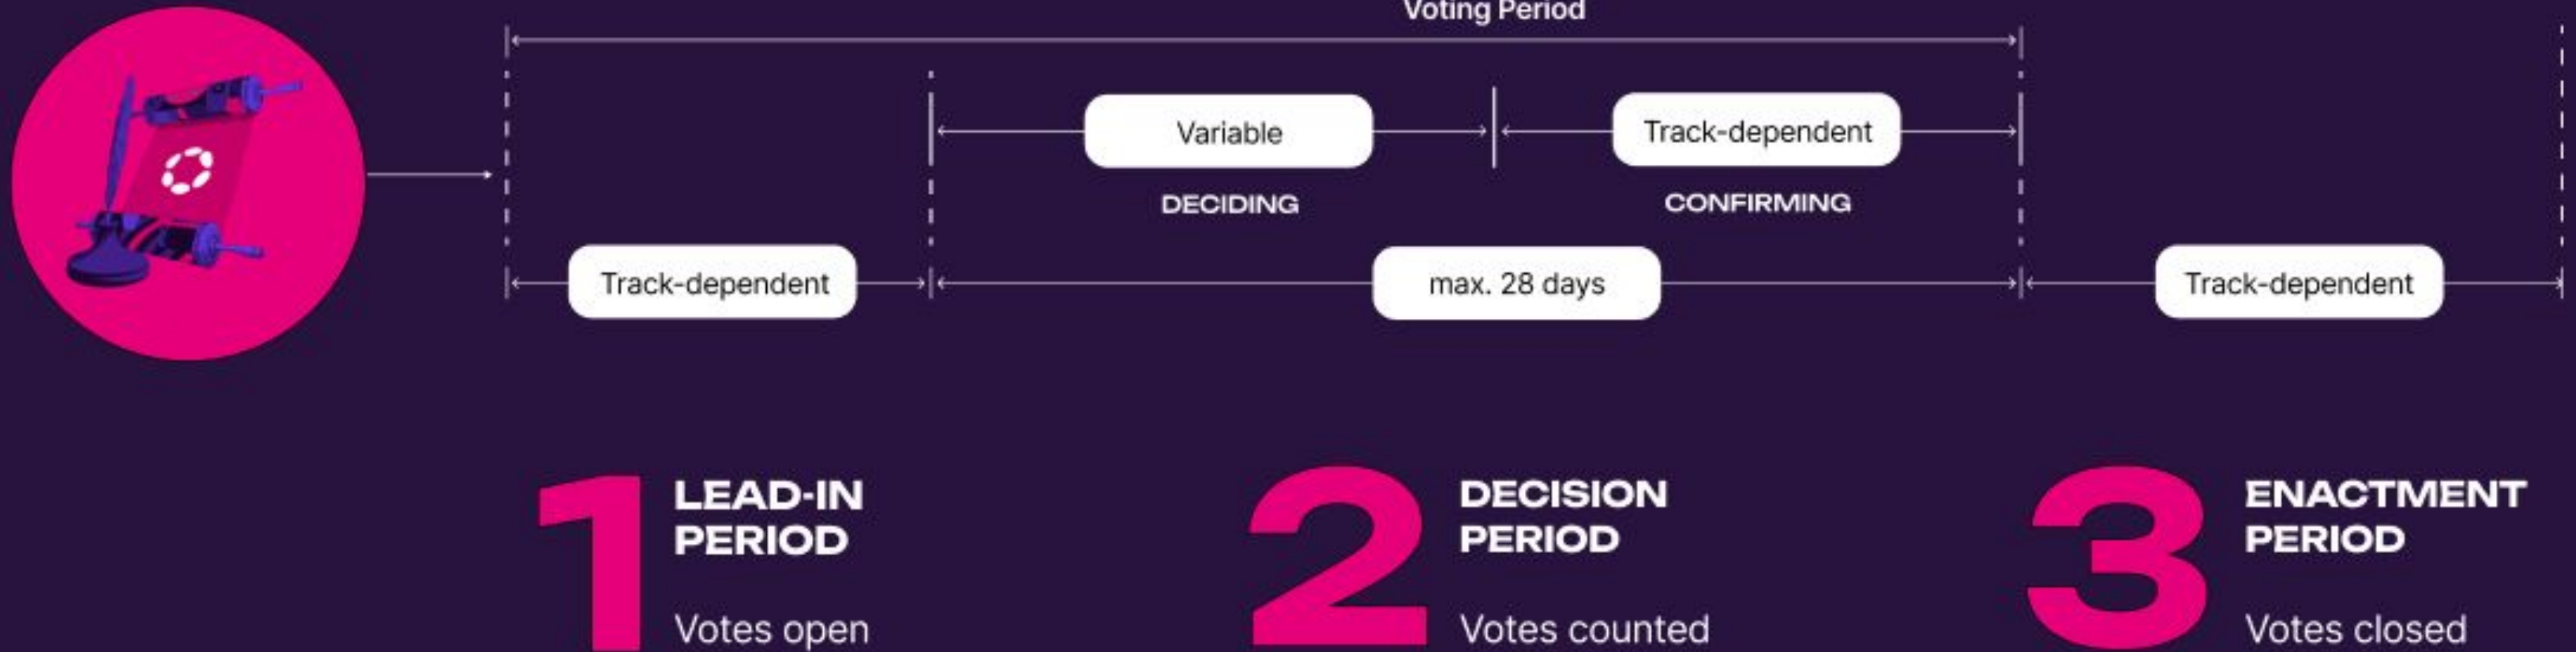 Voting Period
Variable
Track-dependent
DECIDING
CONFIRMING
Track-dependent
max. 28 days
Track-dependent
1
LEAD-IN
PERIOD
Votes open
2
DECISION
PERIOD
Votes counted
3
ENACTMENT
PERIOD
Votes closed